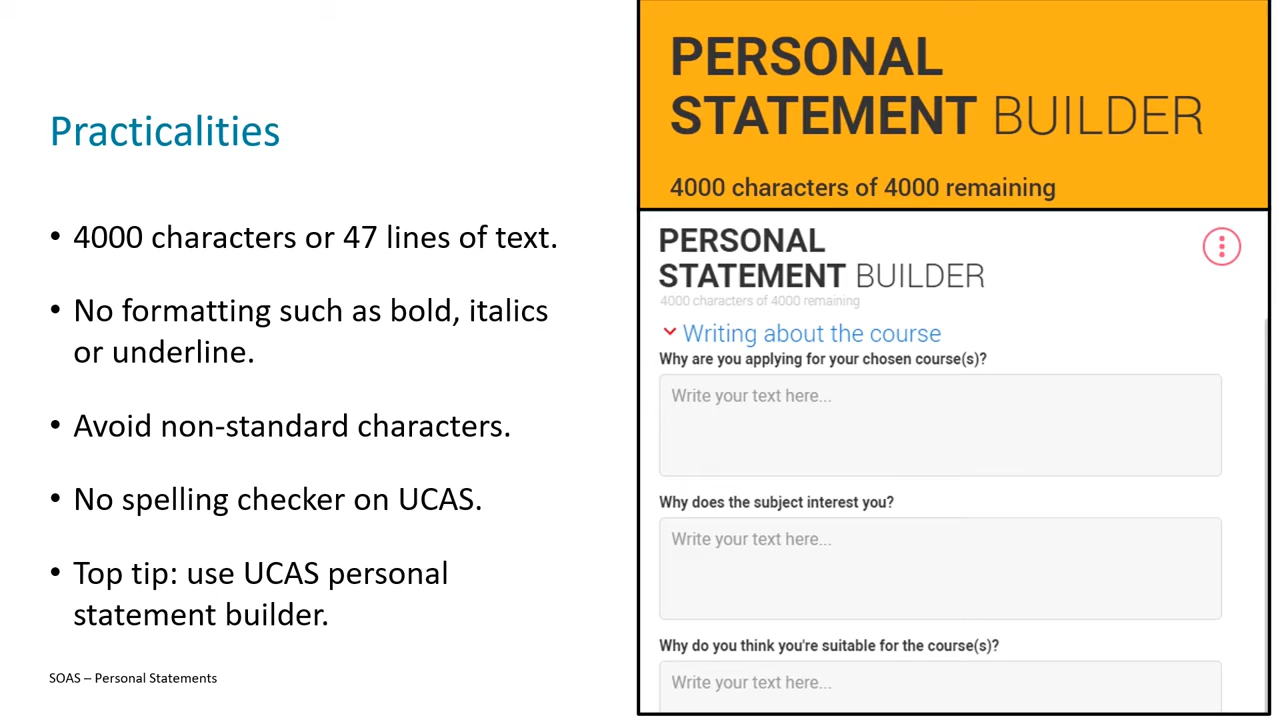 Practicalities
• 4000 characters or 47 lines of text.
• No formatting such as bold, italics
or underline.
• Avoid non-standard characters.
• No spelling checker on UCAS.
• Top tip: use UCAS personal
statement builder.
SOAS – Personal Statements
PERSONAL
STATEMENT BUILDER
4000 characters of 4000 remaining
PERSONAL
STATEMENT BUILDER
4000 characters of 4000 remaining
Writing about the course
Why are you applying for your chosen course(s)?
Write your text here...
Why does the subject interest you?
Write your text here...
Why do you think you're suitable for the course(s)?
Write your text here...